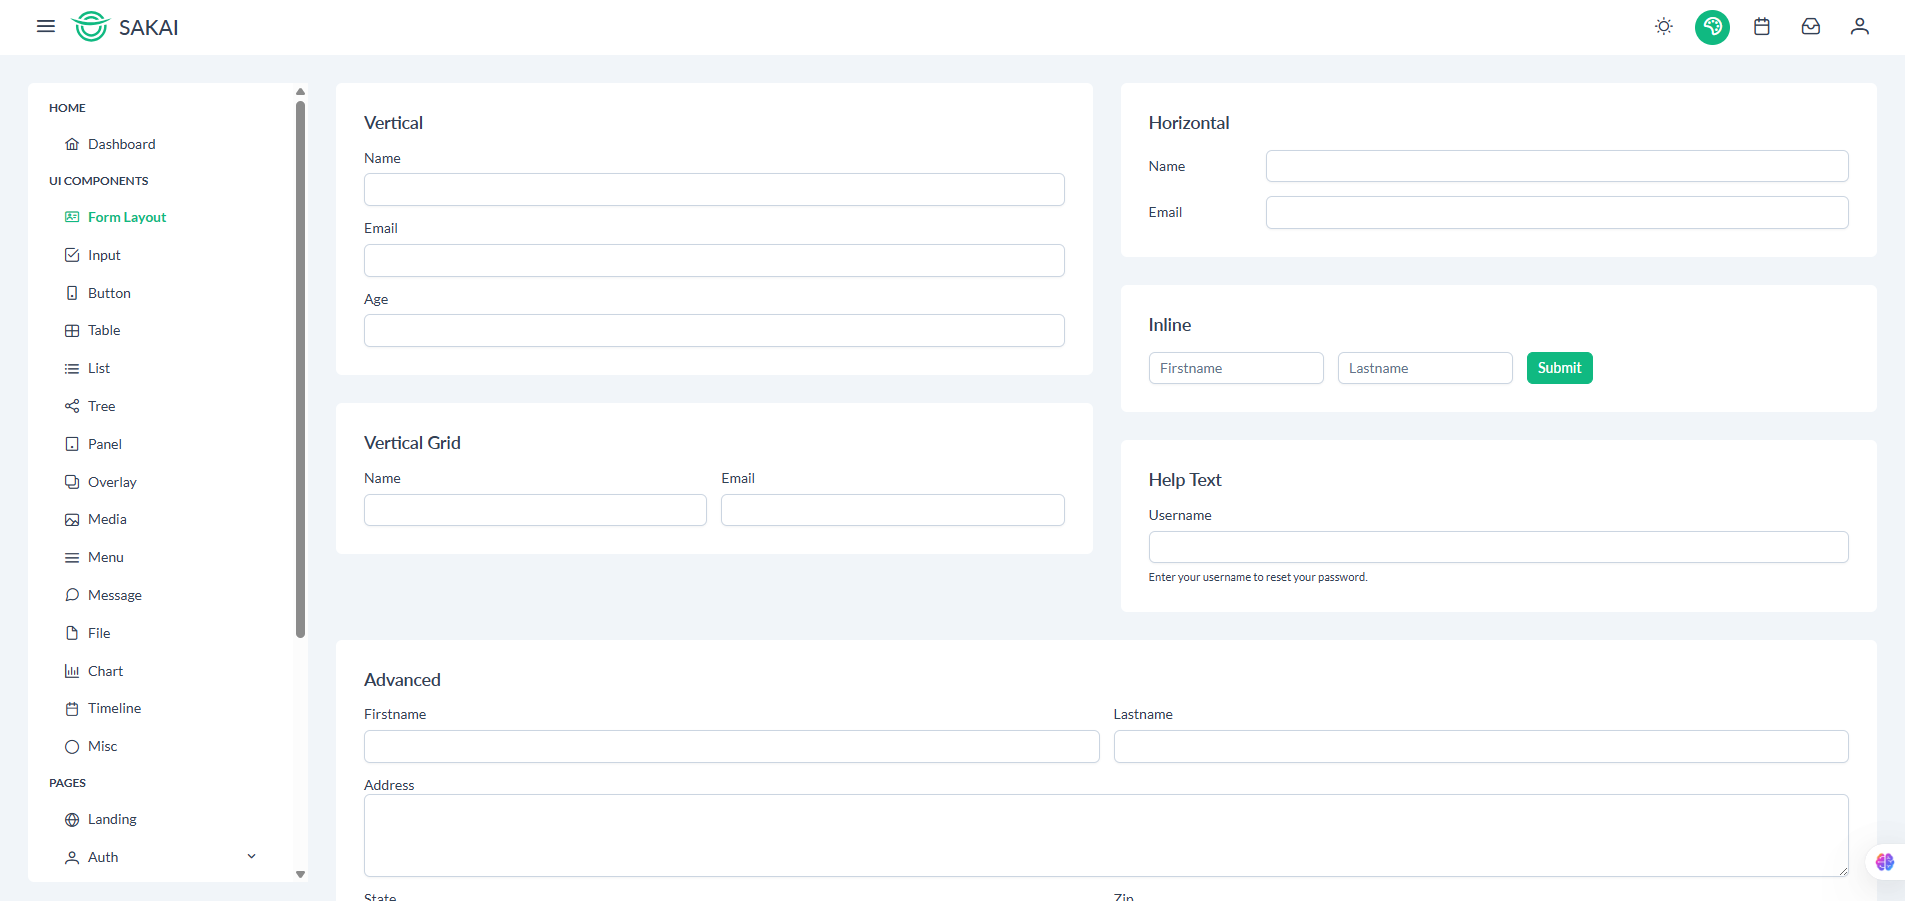 SAKAI
HOME
Dashboard
UI COMPONENTS
Form Layout
Input
Button
Table
List
Tree
Panel
Overlay
Media
Menu
Message
File
Chart
Timeline
Misc
PAGES
Landing
Auth
Vertical
Name
Email
Age
Vertical Grid
Name Email
Horizontal
Name
Email
Inline
Firstname Lastname Submit
Help Text
Username
Enter your username to reset your password.
Advanced
Firstname Lastname
Address
State Zip